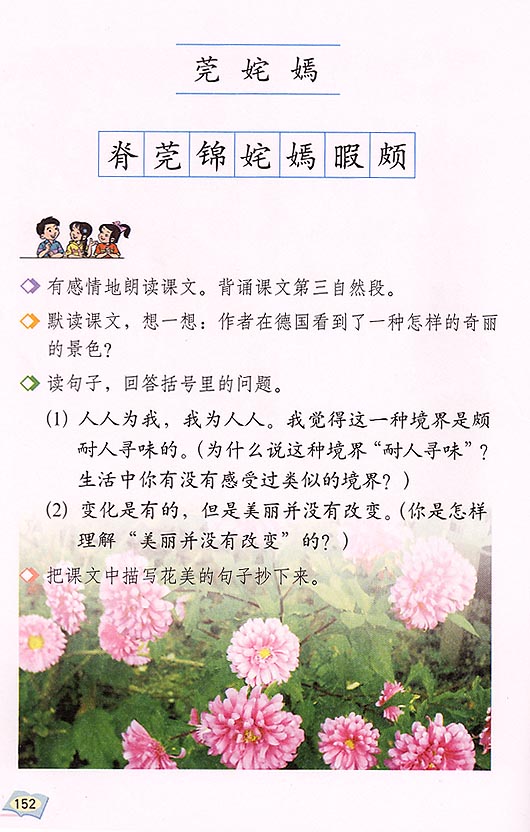 莞 姹 嫣
脊 莞 锦 姹 嫣 暇 颇
有感情地朗读课文。背诵课文第三自然段。
默读课文，想一想：作者在德国看到了一种怎样的奇丽
的景色？
读句子，回答括号里的问题。
(1) 人人为我，我为人人。我觉得这一种境界是颇
耐人寻味的。（为什么说这种境界“耐人寻味”？
生活中你有没有感受过类似的境界？）
(2) 变化是有的，但是美丽并没有改变。（你是怎样
理解“美丽并没有改变”的？）
把课文中描写花美的句子抄下来。
152